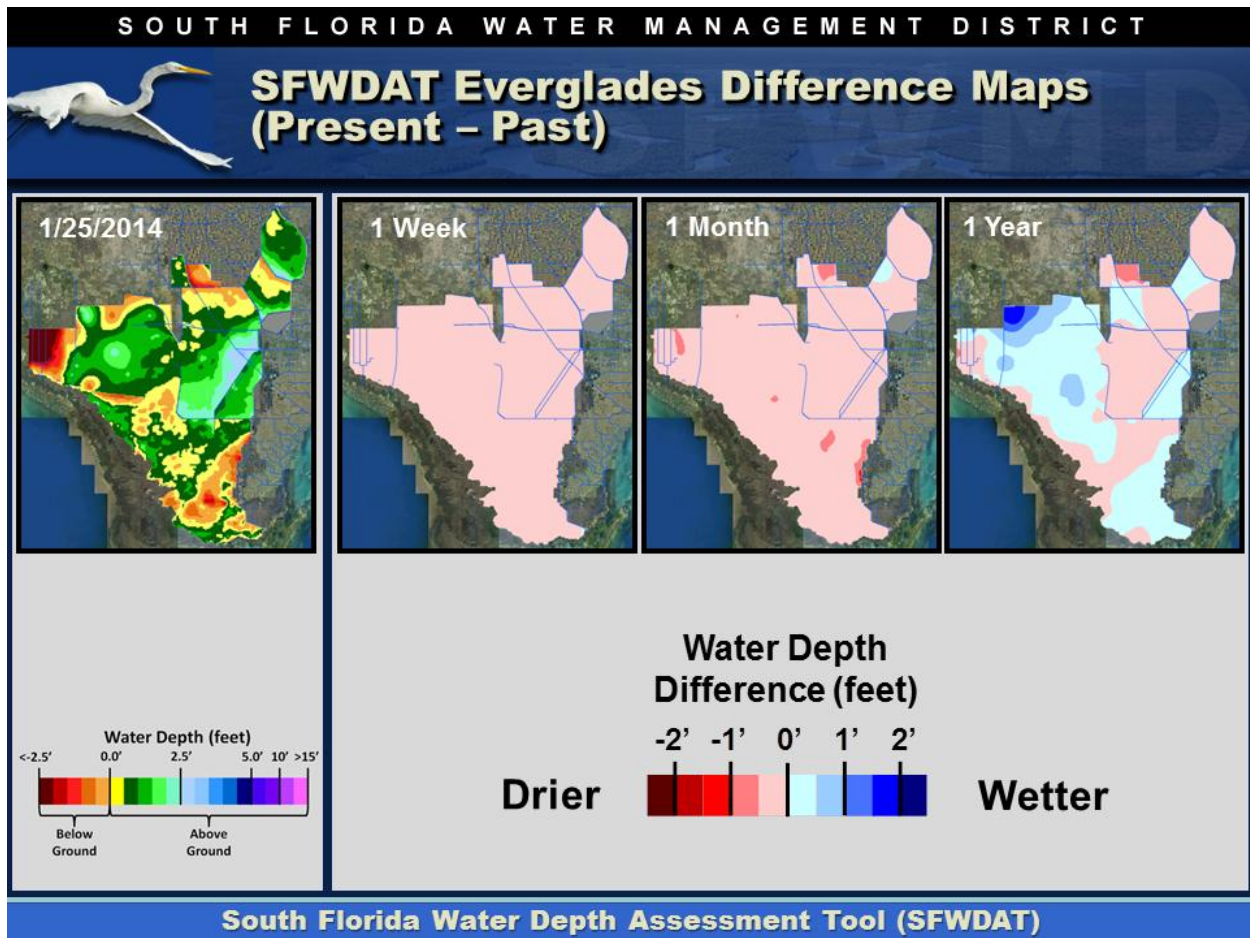 SOUTH FLORIDA WATER MANAGEMENT DISTRICT
SFWDAT Everglades Difference Maps
(Present – Past)
SFWMD
1/25/2014
1 Week
1 Month
1 Year
Water Depth (feet)
<-2.5’ 0.0’ 2.5’ 5.0’ 10’ >15’
Below
Ground
Above
Ground
Water Depth
Difference (feet)
-2’ -1’ 0’ 1’ 2’
Drier
Wetter
South Florida Water Depth Assessment Tool (SFWDAT)